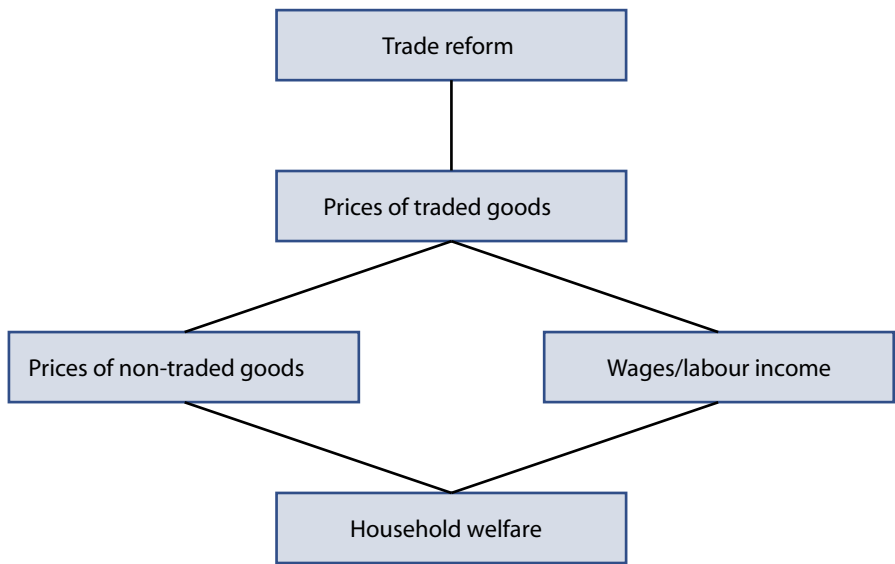 Trade reform
Prices of traded goods
Prices of non-traded goods
Wages/labour income
Household welfare